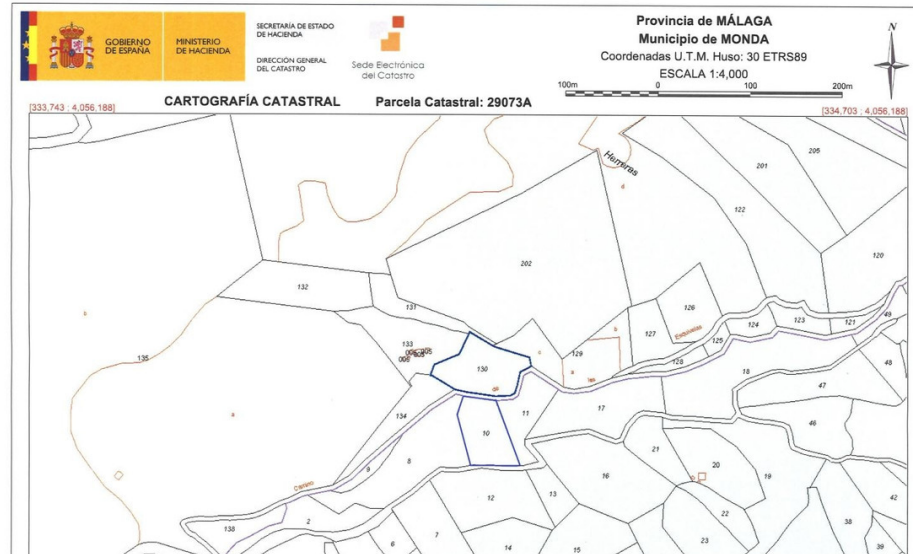 GOBIERNO
DE ESPAÑA
MINISTERIO
DE HACIENDA
SECRETARÍA DE ESTADO
DE HACIENDA
DIRECCIÓN GENERAL
DEL CATASTRO
Sede Electrónica
del Catastro
Provincia de MÁLAGA
Municipio de MONDA
Coordenadas U.T.M. Huso: 30 ETRS89
ESCALA 1:4,000
100m 0 100 200m
N
CARTOGRAFÍA CATASTRAL Parcela Catastral: 29073A
[333,743 : 4,056,188]
[334,703 : 4,056,188]
Herreras
d
201
205
122
202
120
132
131
126
b
127
Esquinelas
124
123
121
49
125
133
135
129
b
c
a
las
128
130
de
18
48
47
a
134
11
17
46
10
21
9
8
20
b
19
16
Camino
12
13
42
2
22
138
38
6
7
23
14
15
39